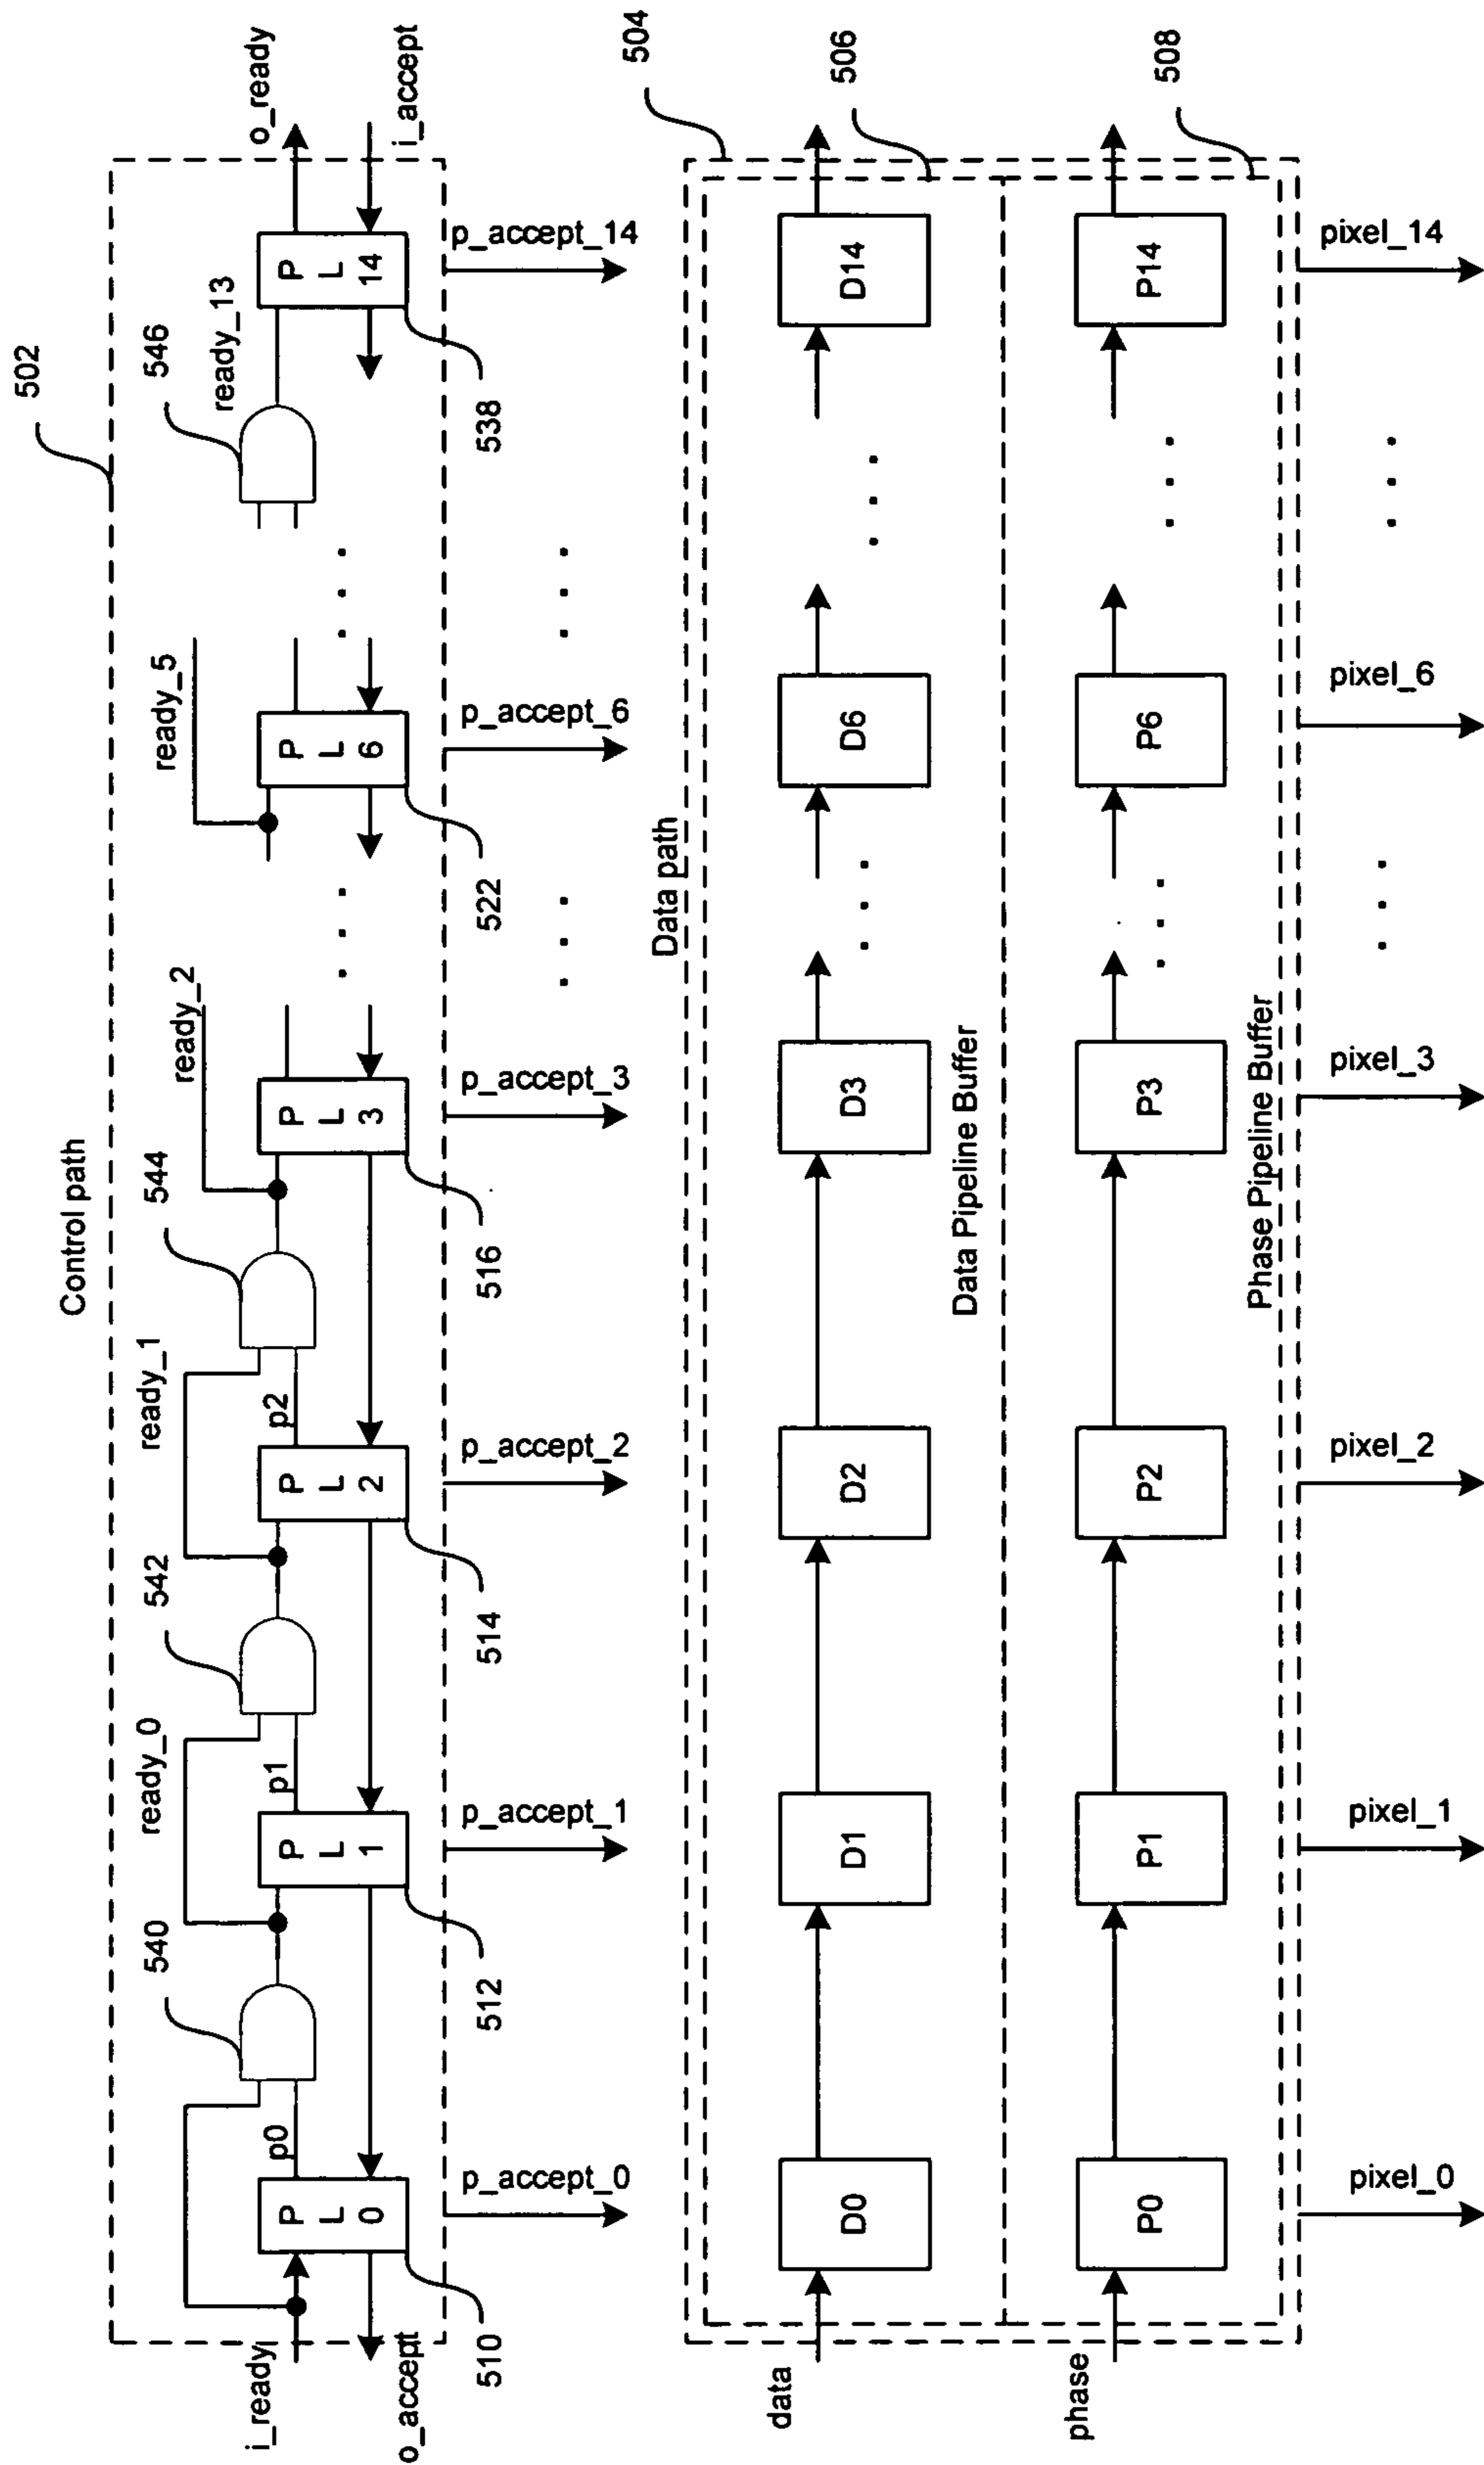 502
Control path
i_ready
o_accept
o_ready
i_accept
540
ready_0
542
ready_1
544
ready_2
ready_5
546
ready_13
p0
p1
p2
P L 0
P L 1
P L 2
P L 3
P L 6
P L 14
510
512
514
516
522
538
. . .
. . .
p_accept_0
p_accept_1
p_accept_2
p_accept_3
. . .
p_accept_6
. . .
p_accept_14
504
Data path
506
data
D0
D1
D2
D3
. . .
D6
. . .
D14
Data Pipeline Buffer
508
phase
P0
P1
P2
P3
. . .
P6
. . .
P14
Phase Pipeline Buffer
pixel_0
pixel_1
pixel_2
pixel_3
. . .
pixel_6
. . .
pixel_14